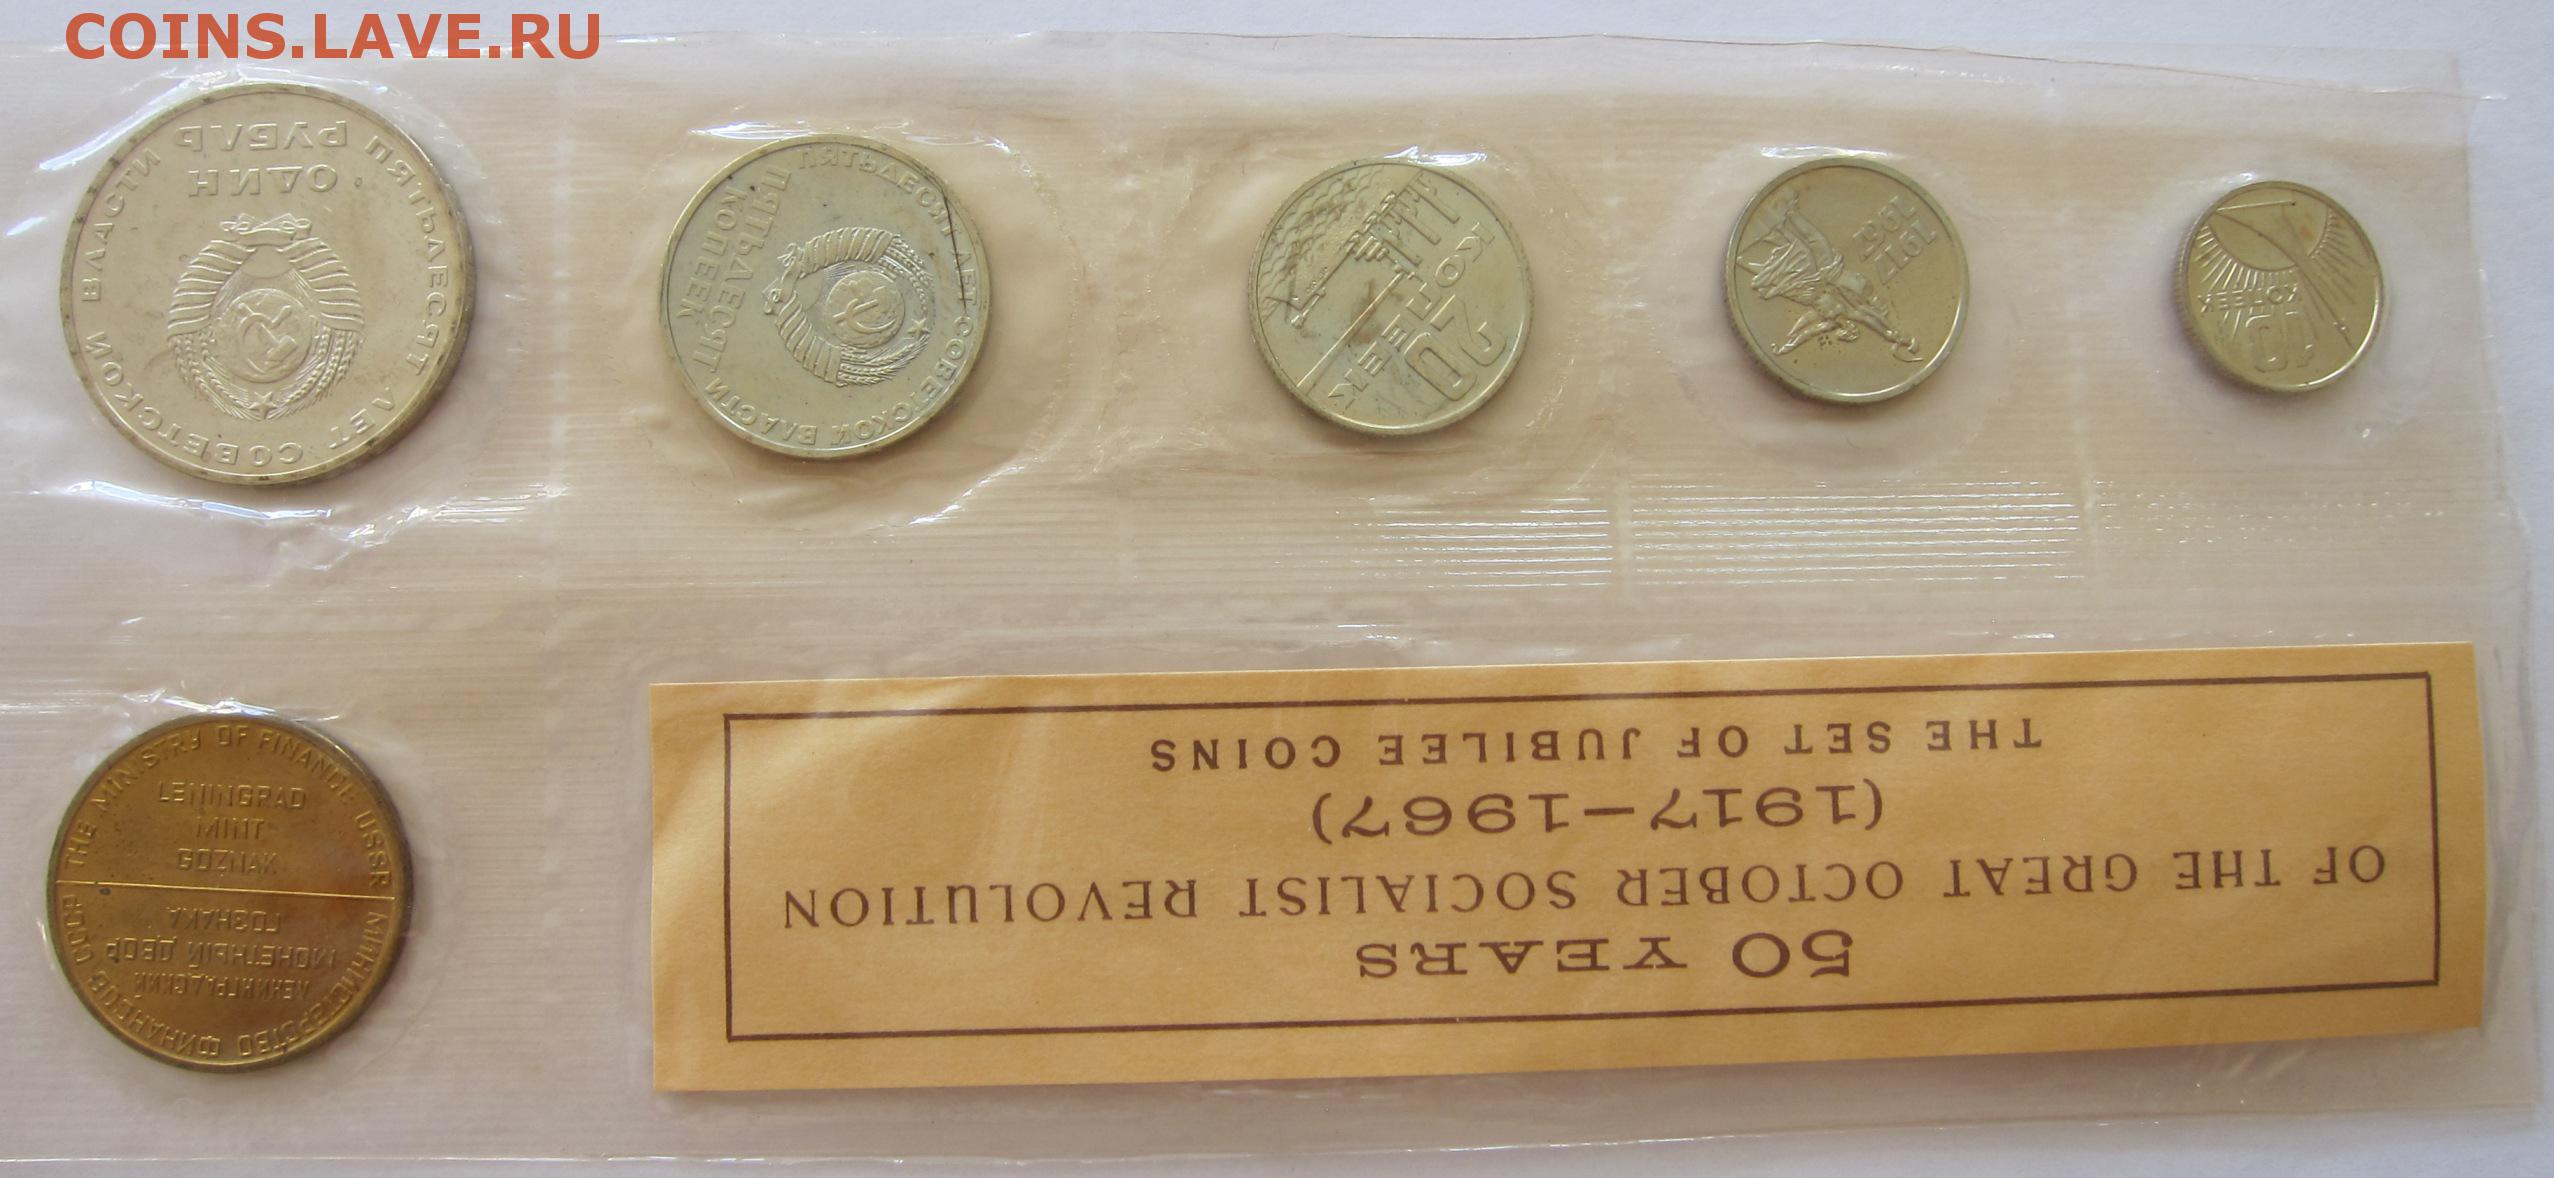 COINS.LAVE.RU
ОДИН
РУБЛЬ
ПЯТЬДЕСЯТ ЛЕТ СОВЕТСКОЙ ВЛАСТИ
ПЯТЬДЕСЯТ
КОПЕЕК
ПЯТЬДЕСЯТ ЛЕТ СОВЕТСКОЙ ВЛАСТИ
20
КОПЕЕК
1917
1967
10
КОПЕЕК
THE MINISTRY OF FINANCE USSR
LENINGRAD
MINT
GOZNAK
МИНИСТЕРСТВО ФИНАНСОВ СССР
ЛЕНИНГРАДСКИЙ
МОНЕТНЫЙ ДВОР
ГОЗНАКА
50 YEARS
OF THE GREAT OCTOBER SOCIALIST REVOLUTION
(1917—1967)
THE SET OF JUBILEE COINS